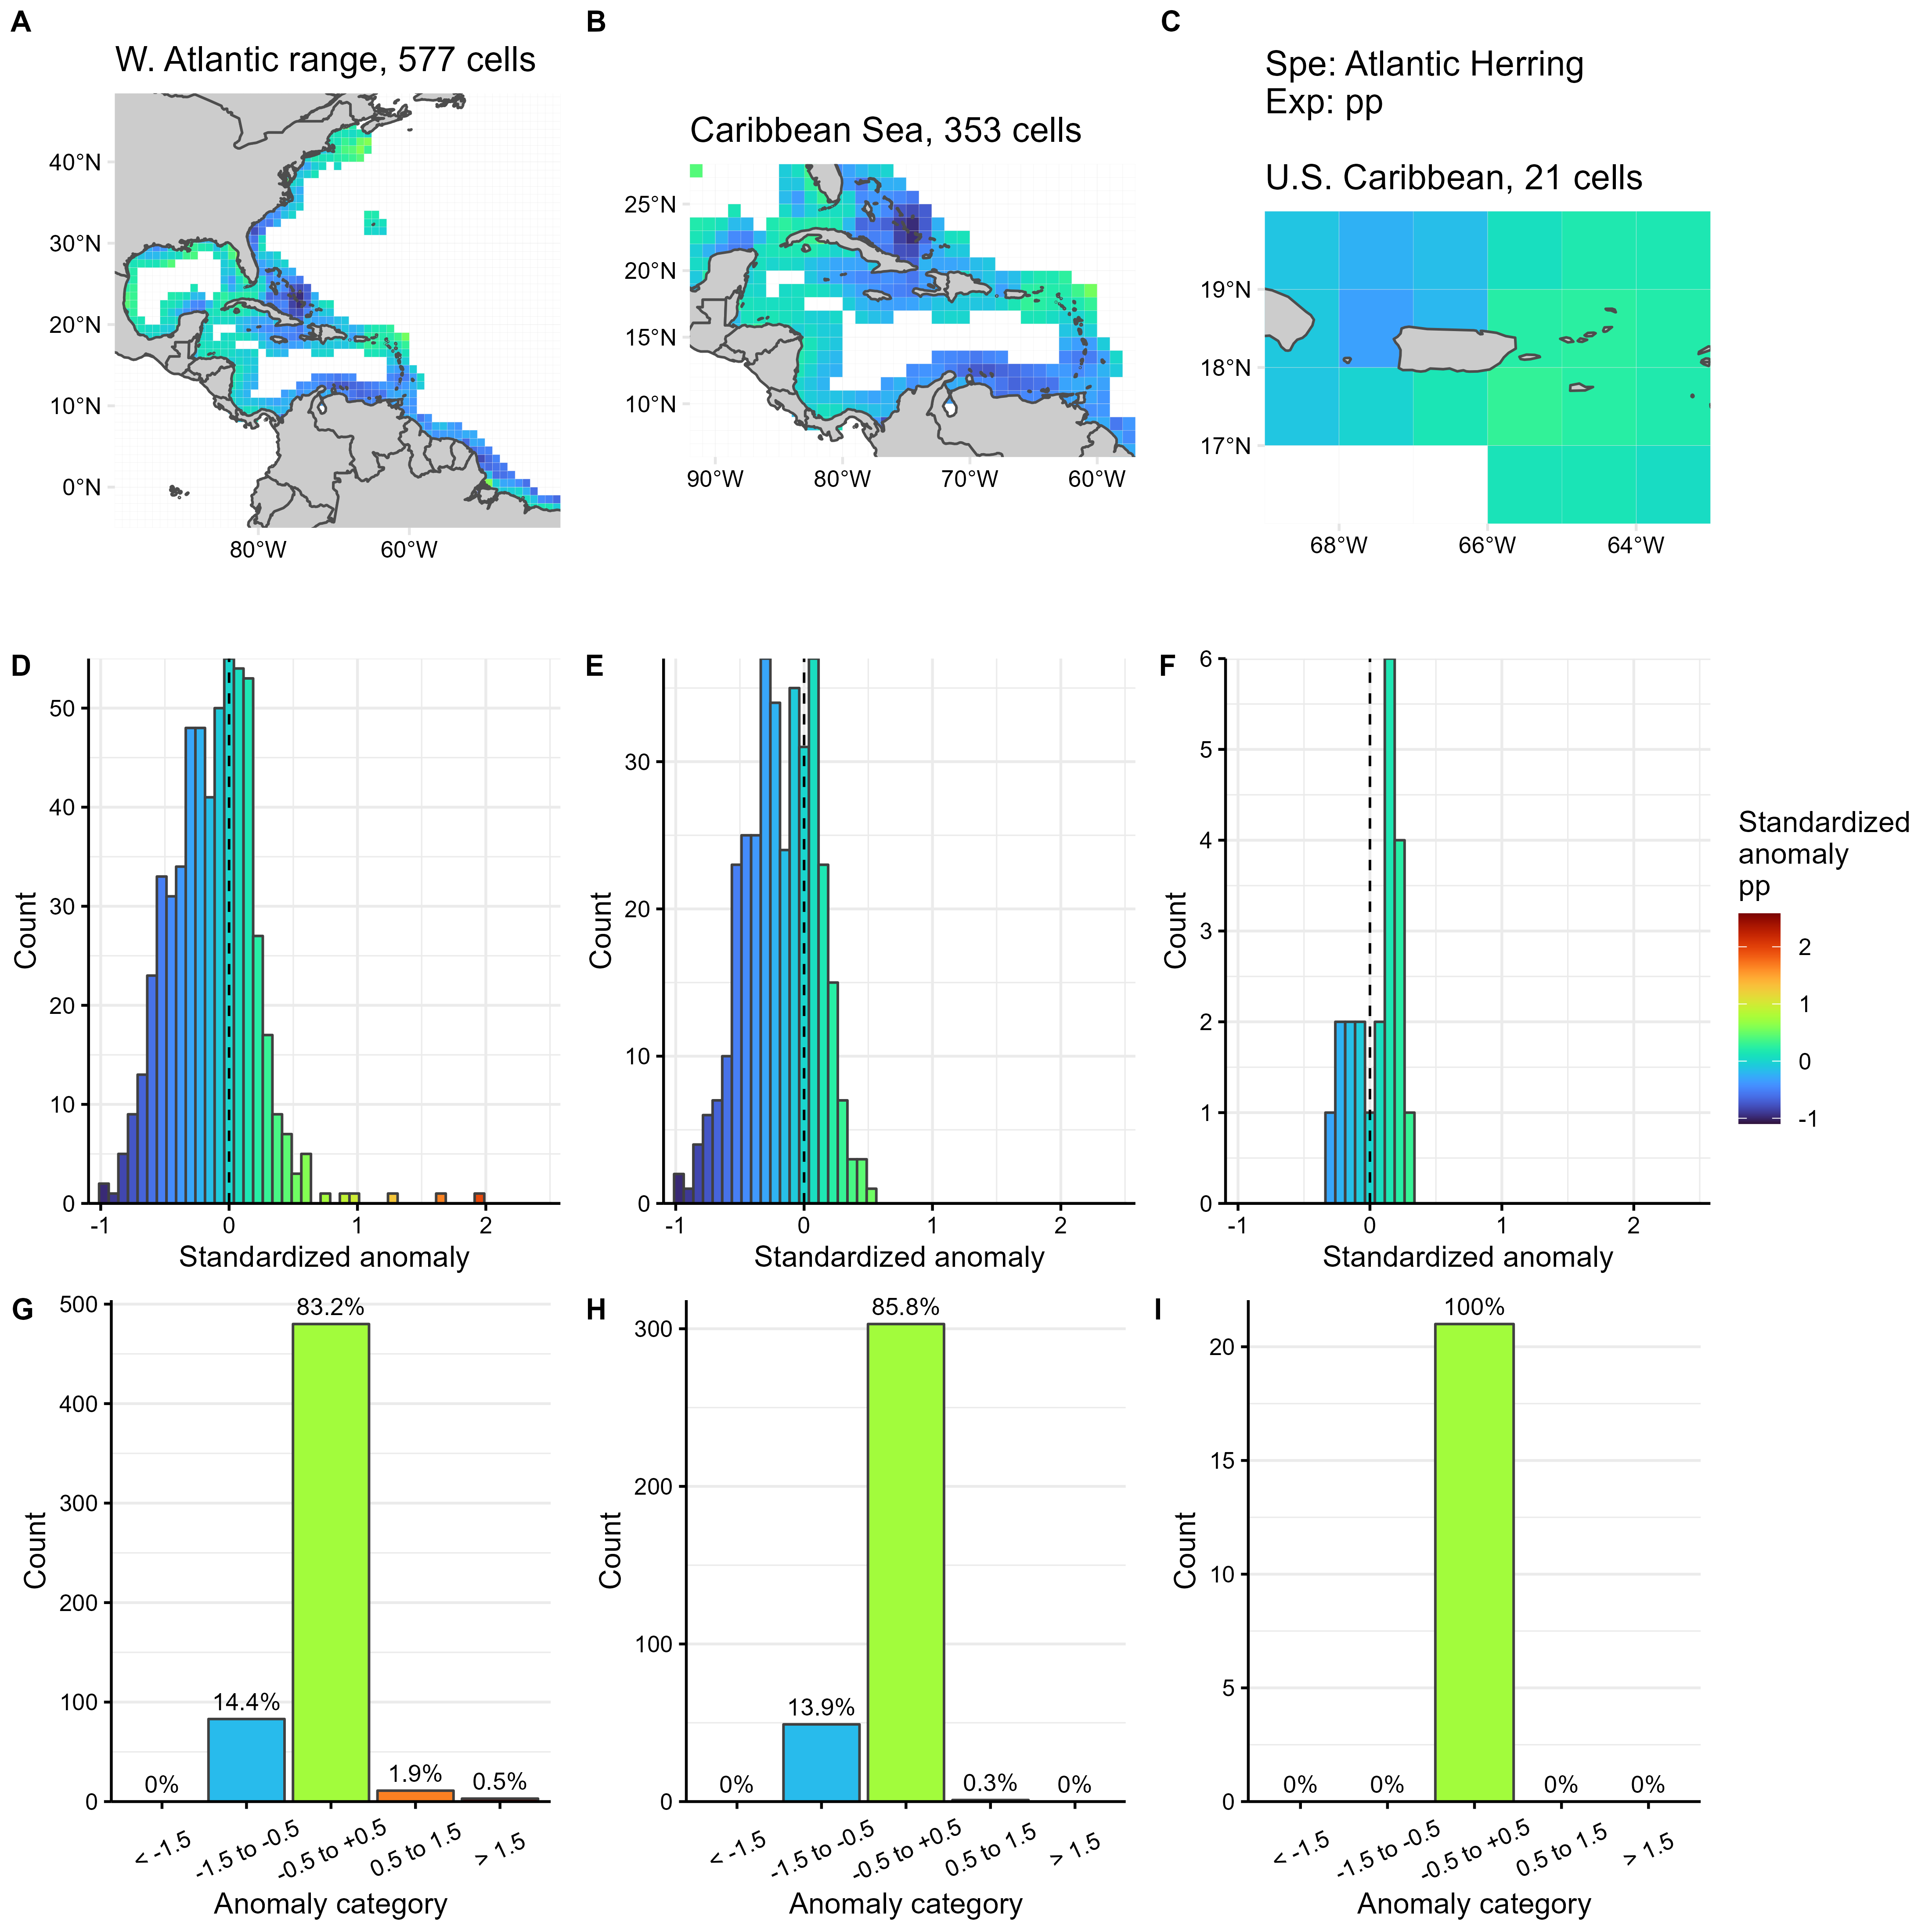 A
W. Atlantic range, 577 cells
40°N
30°N
20°N
10°N
0°N
80°W
60°W
B
Caribbean Sea, 353 cells
25°N
20°N
15°N
10°N
90°W
80°W
70°W
60°W
C
Spe: Atlantic Herring
Exp: pp
U.S. Caribbean, 21 cells
19°N
18°N
17°N
68°W
66°W
64°W
D
Count
50
40
30
20
10
0
-1
0
1
2
Standardized anomaly
E
Count
30
20
10
0
-1
0
1
2
Standardized anomaly
F
Count
6
5
4
3
2
1
0
-1
0
1
2
Standardized anomaly
Standardized
anomaly
pp
2
1
0
-1
G
Count
500
400
300
200
100
0
0%
14.4%
83.2%
1.9%
0.5%
< -1.5
-1.5 to -0.5
-0.5 to +0.5
0.5 to 1.5
> 1.5
Anomaly category
H
Count
300
200
100
0
0%
13.9%
85.8%
0.3%
0%
< -1.5
-1.5 to -0.5
-0.5 to +0.5
0.5 to 1.5
> 1.5
Anomaly category
I
Count
20
15
10
5
0
0%
0%
100%
0%
0%
< -1.5
-1.5 to -0.5
-0.5 to +0.5
0.5 to 1.5
> 1.5
Anomaly category